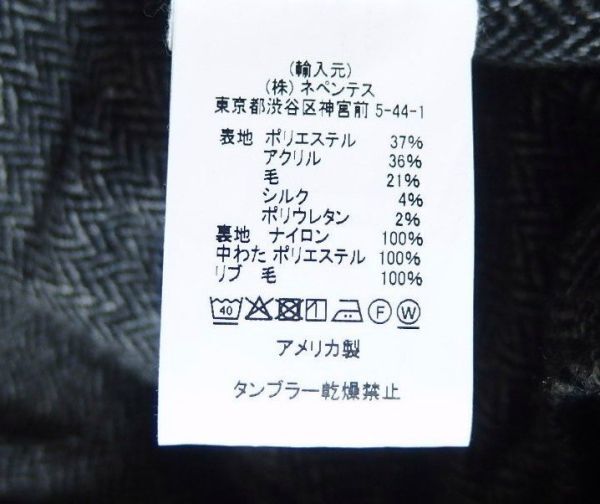 (輸入元)
(株) ネペンテス
東京都渋谷区神宮前 5-44-1
表地 ポリエステル 37%
アクリル 36%
毛 21%
シルク 4%
ポリウレタン 2%
裏地 ナイロン 100%
中わた ポリエステル 100%
リブ 毛 100%
40 F W
アメリカ製
タンブラー乾燥禁止